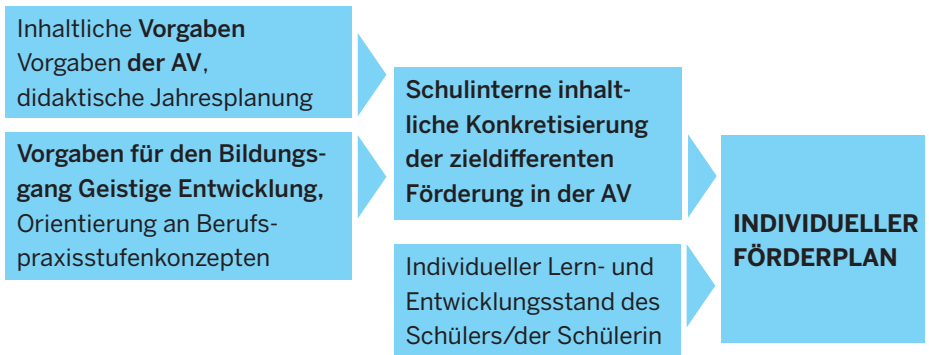 Inhaltliche Vorgaben
Vorgaben der AV,
didaktische Jahresplanung
Vorgaben für den Bildungs-
gang Geistige Entwicklung,
Orientierung an Berufs-
praxisstufenkonzepten
Schulinterne inhalt-
liche Konkretisierung
der zieldifferenten
Förderung in der AV
Individueller Lern- und
Entwicklungsstand des
Schülers/der Schülerin
INDIVIDUELLER
FÖRDERPLAN